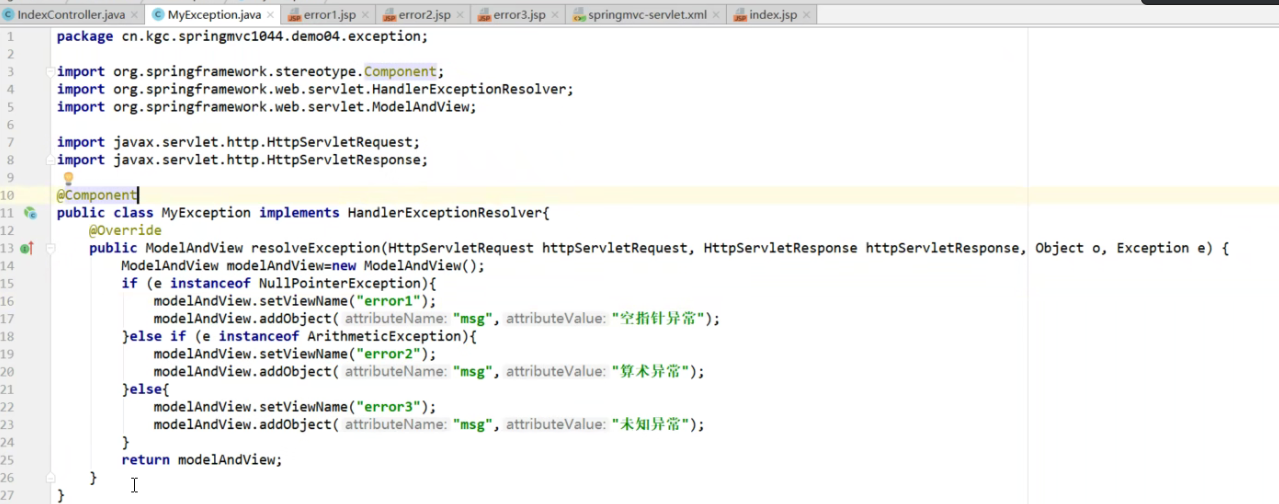 IndexController.java × MyException.java × error1.jsp × error2.jsp × error3.jsp × springmvc-servlet.xml × index.jsp ×
1 package cn.kgc.springmvc1044.demo04.exception;
2
3 import org.springframework.stereotype.Component;
4 import org.springframework.web.servlet.HandlerExceptionResolver;
5 import org.springframework.web.servlet.ModelAndView;
6
7 import javax.servlet.http.HttpServletRequest;
8 import javax.servlet.http.HttpServletResponse;
9
10 @Component
11 public class MyException implements HandlerExceptionResolver{
12 @Override
13 public ModelAndView resolveException(HttpServletRequest httpServletRequest, HttpServletResponse httpServletResponse, Object o, Exception e) {
14 ModelAndView modelAndView=new ModelAndView();
15 if (e instanceof NullPointerException){
16 modelAndView.setViewName("error1");
17 modelAndView.addObject( attributeName: "msg", attributeValue: "空指针异常");
18 }else if (e instanceof ArithmeticException){
19 modelAndView.setViewName("error2");
20 modelAndView.addObject( attributeName: "msg", attributeValue: "算术异常");
21 }else{
22 modelAndView.setViewName("error3");
23 modelAndView.addObject( attributeName: "msg", attributeValue: "未知异常");
24 }
25 return modelAndView;
26 }
27 }